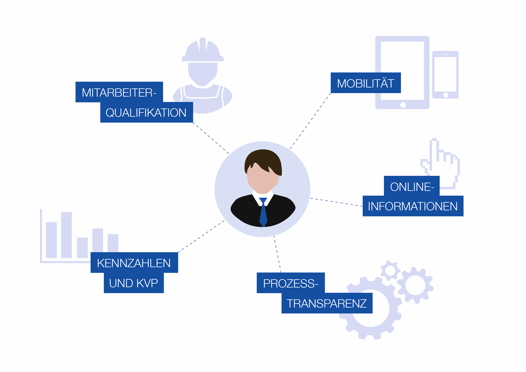 MITARBEITER-
QUALIFIKATION
MOBILITÄT
ONLINE-
INFORMATIONEN
KENNZAHLEN
UND KVP
PROZESS-
TRANSPARENZ